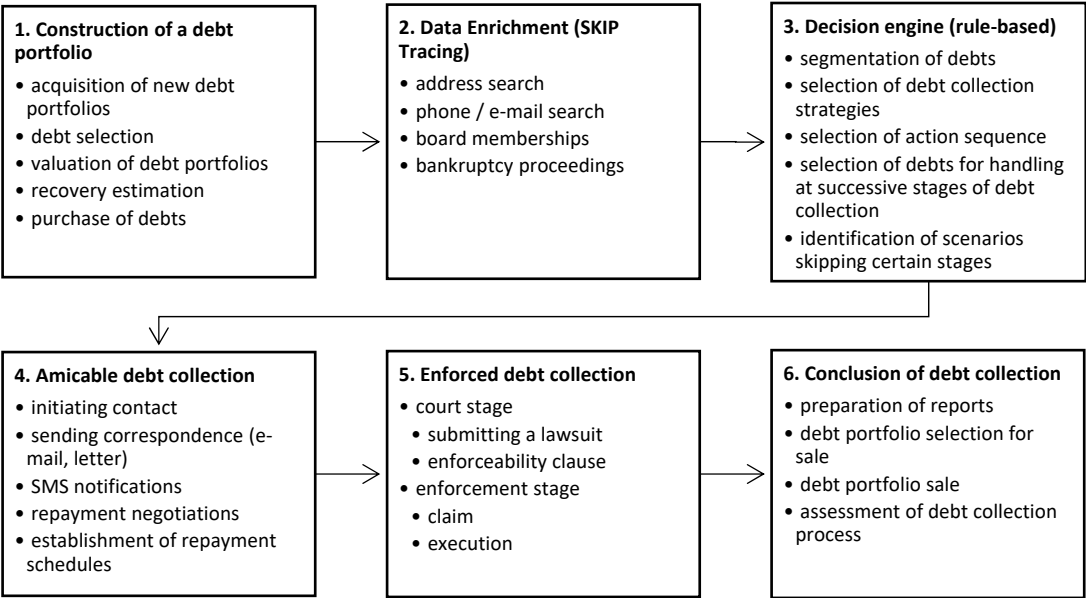 1. Construction of a debt
portfolio
• acquisition of new debt
portfolios
• debt selection
• valuation of debt portfolios
• recovery estimation
• purchase of debts
2. Data Enrichment (SKIP
Tracing)
• address search
• phone / e-mail search
• board memberships
• bankruptcy proceedings
3. Decision engine (rule-based)
• segmentation of debts
• selection of debt collection
strategies
• selection of action sequence
• selection of debts for handling
at successive stages of debt
collection
• identification of scenarios
skipping certain stages
4. Amicable debt collection
• initiating contact
• sending correspondence (e-
mail, letter)
• SMS notifications
• repayment negotiations
• establishment of repayment
schedules
5. Enforced debt collection
• court stage
• submitting a lawsuit
• enforceability clause
• enforcement stage
• claim
• execution
6. Conclusion of debt collection
• preparation of reports
• debt portfolio selection for
sale
• debt portfolio sale
• assessment of debt collection
process